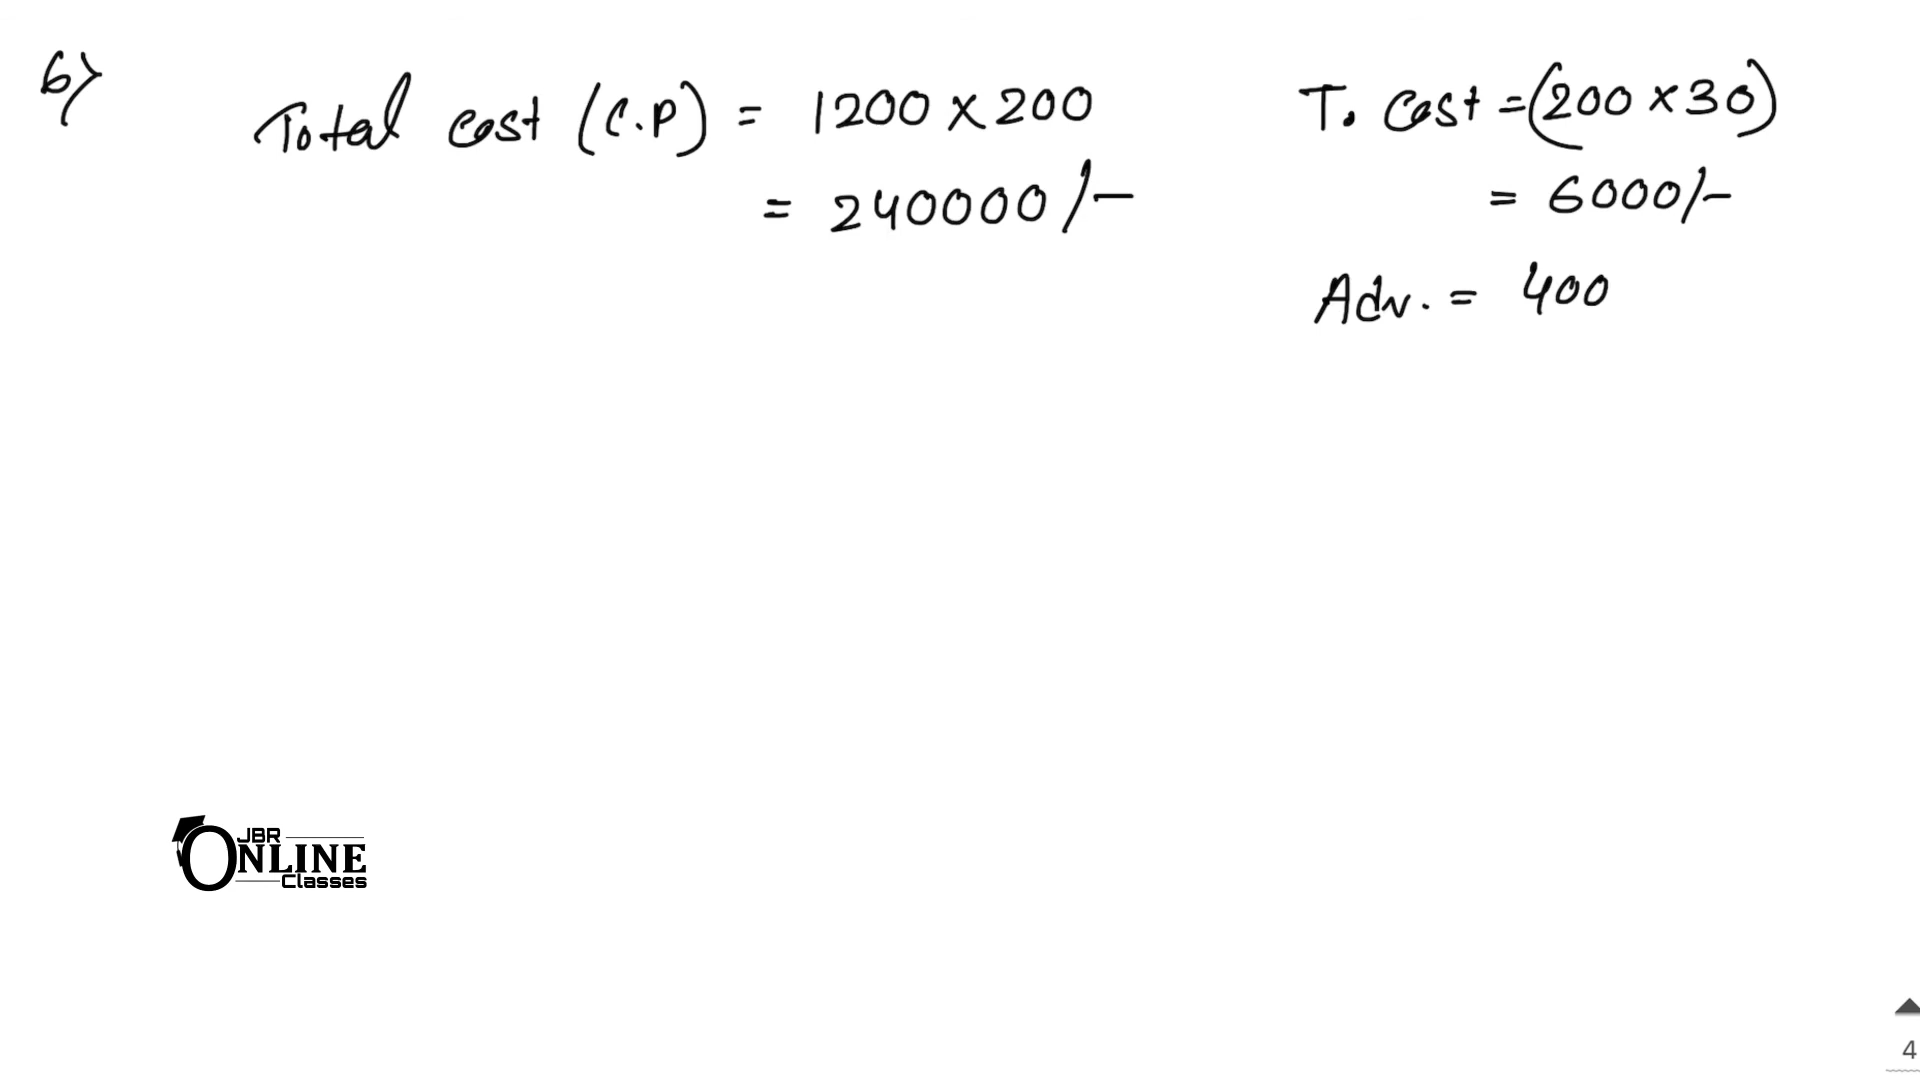 6)
Total cost (C.P) = 1200 × 200
= 240000/-
T. Cost = (200 × 30)
= 6000/-
Adv. = 400
JBR
ONLINE
Classes
4